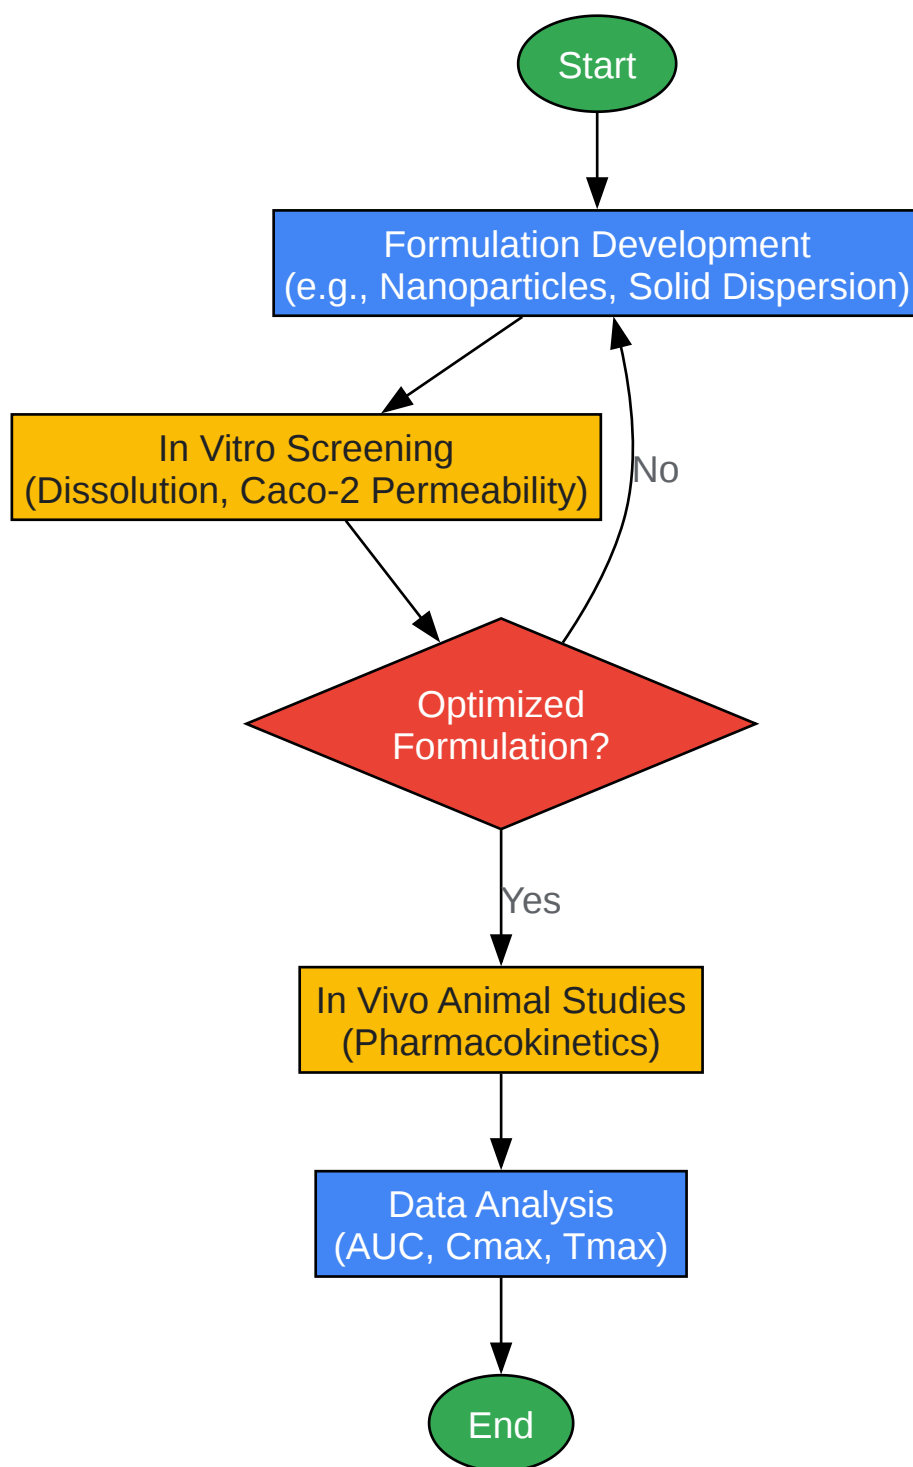 Start
Formulation Development
(e.g., Nanoparticles, Solid Dispersion)
In Vitro Screening
(Dissolution, Caco-2 Permeability)
No
Optimized
Formulation?
Yes
In Vivo Animal Studies
(Pharmacokinetics)
Data Analysis
(AUC, Cmax, Tmax)
End